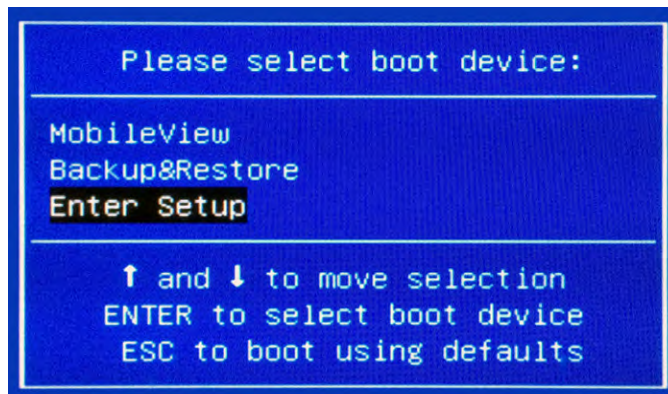 Please select boot device:
MobileView
Backup&Restore
Enter Setup
↑ and ↓ to move selection
ENTER to select boot device
ESC to boot using defaults